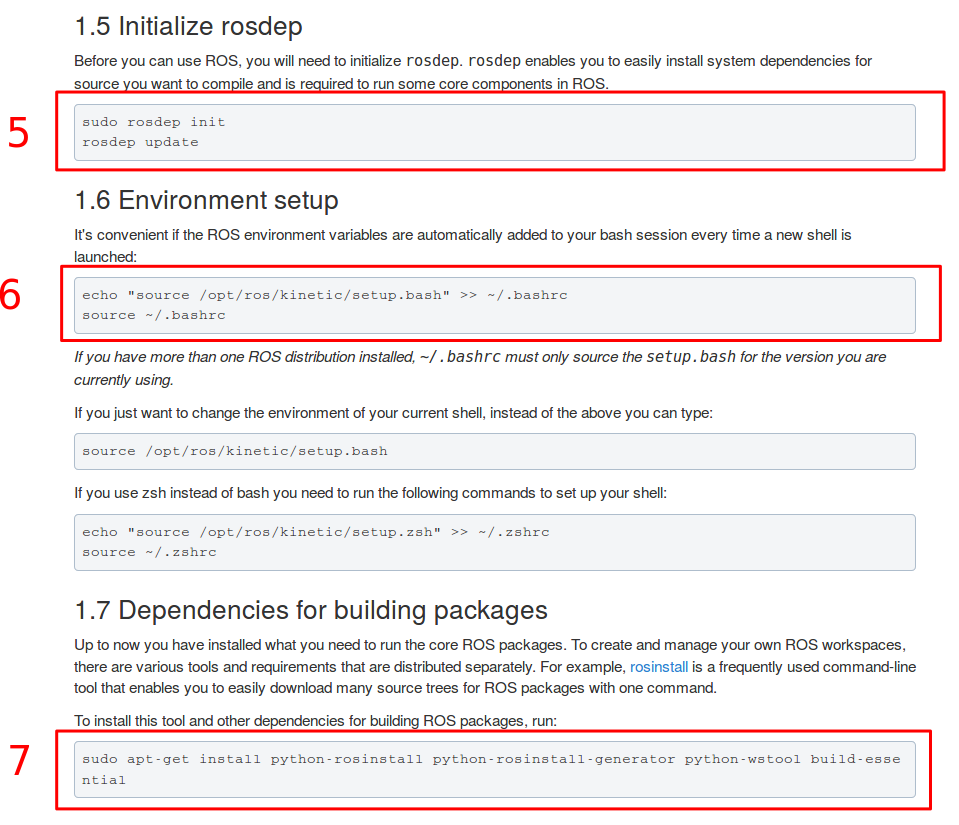 1.5 Initialize rosdep
Before you can use ROS, you will need to initialize rosdep. rosdep enables you to easily install system dependencies for
source you want to compile and is required to run some core components in ROS.
5
sudo rosdep init
rosdep update
1.6 Environment setup
It's convenient if the ROS environment variables are automatically added to your bash session every time a new shell is
launched:
6
echo "source /opt/ros/kinetic/setup.bash" >> ~/.bashrc
source ~/.bashrc
If you have more than one ROS distribution installed, ~/.bashrc must only source the setup.bash for the version you are
currently using.
If you just want to change the environment of your current shell, instead of the above you can type:
source /opt/ros/kinetic/setup.bash
If you use zsh instead of bash you need to run the following commands to set up your shell:
echo "source /opt/ros/kinetic/setup.zsh" >> ~/.zshrc
source ~/.zshrc
1.7 Dependencies for building packages
Up to now you have installed what you need to run the core ROS packages. To create and manage your own ROS workspaces,
there are various tools and requirements that are distributed separately. For example, rosinstall is a frequently used command-line
tool that enables you to easily download many source trees for ROS packages with one command.
To install this tool and other dependencies for building ROS packages, run:
7
sudo apt-get install python-rosinstall python-rosinstall-generator python-wstool build-esse
ntial